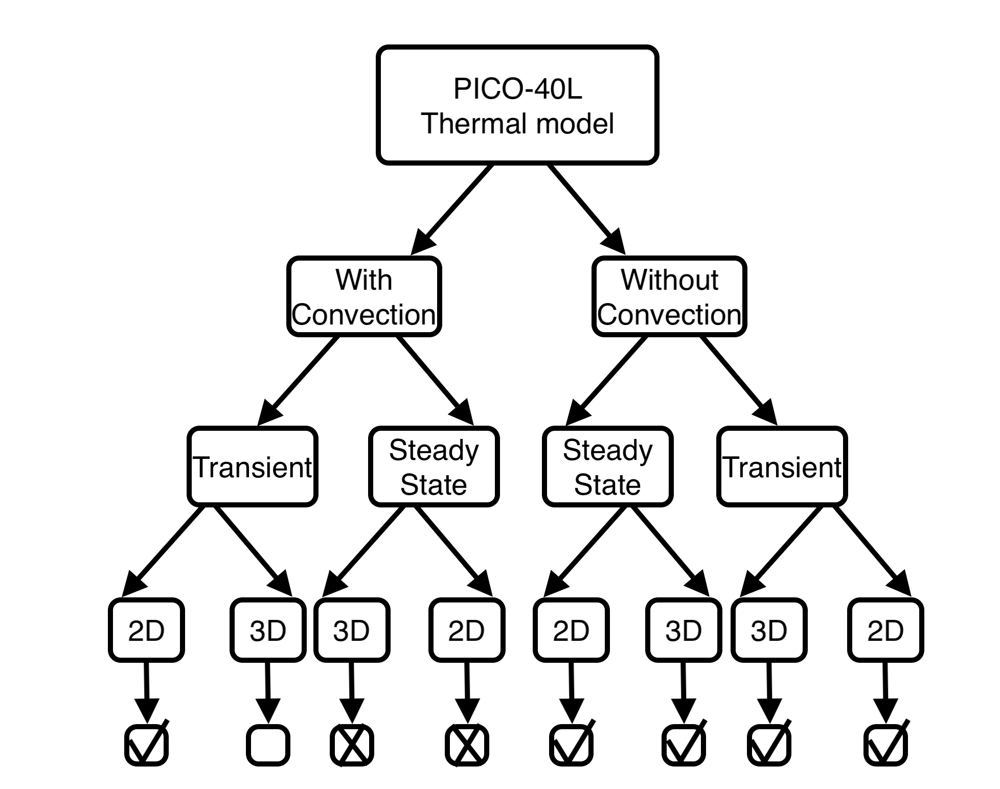 PICO-40L
Thermal model
With
Convection
Without
Convection
Transient
Steady
State
Steady
State
Transient
2D
3D
3D
2D
2D
3D
3D
2D